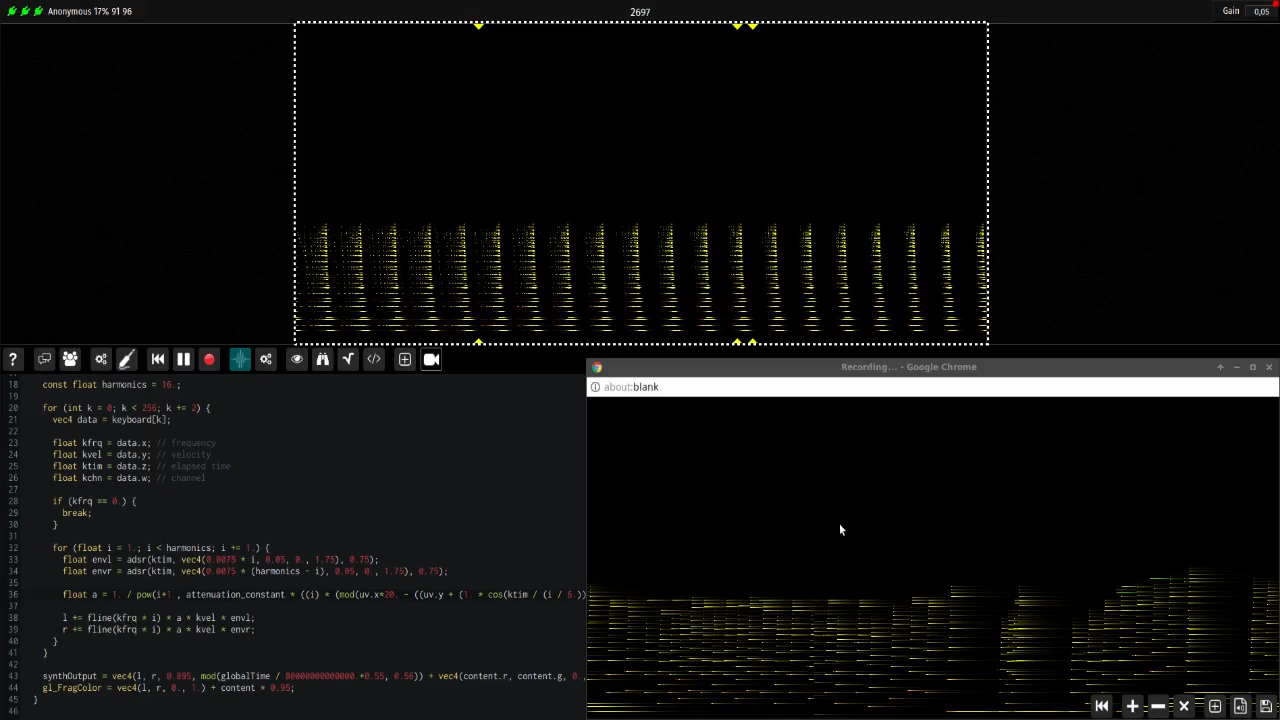 Anonymous 17% 91 96
2697
Gain 0,05
?
Recording... - Google Chrome
about:blank
18 const float harmonics = 16.;
19
20 for (int k = 0; k < 256; k += 2) {
21 vec4 data = keyboard[k];
22
23 float kfrq = data.x; // frequency
24 float kvel = data.y; // velocity
25 float ktim = data.z; // elapsed time
26 float kchn = data.w; // channel
27
28 if (kfrq == 0.) {
29 break;
30 }
31
32 for (float i = 1.; i < harmonics; i += 1.) {
33 float envl = adsr(ktim, vec4(0.0075 * i, 0.05, 0., 1.75), 0.75);
34 float envr = adsr(ktim, vec4(0.0075 * (harmonics - i), 0.05, 0., 1.75), 0.75);
35
36 float a = 1. / pow(i+1., attenuation_constant * ((i) * (mod(uv.x*20. - ((uv.y + ( * cos(ktim / (i / 6.))
37
38 l += fline(kfrq * i) * a * kvel * envl;
39 r += fline(kfrq * i) * a * kvel * envr;
40 }
41 }
42
43 synthOutput = vec4(l, r, 0.895, mod(globalTime / 80000000000000.+0.55, 0.56)) + vec4(content.r, content.g, 0.
44 gl_FragColor = vec4(l, r, 0., 1.) + content * 0.95;
45 }
46